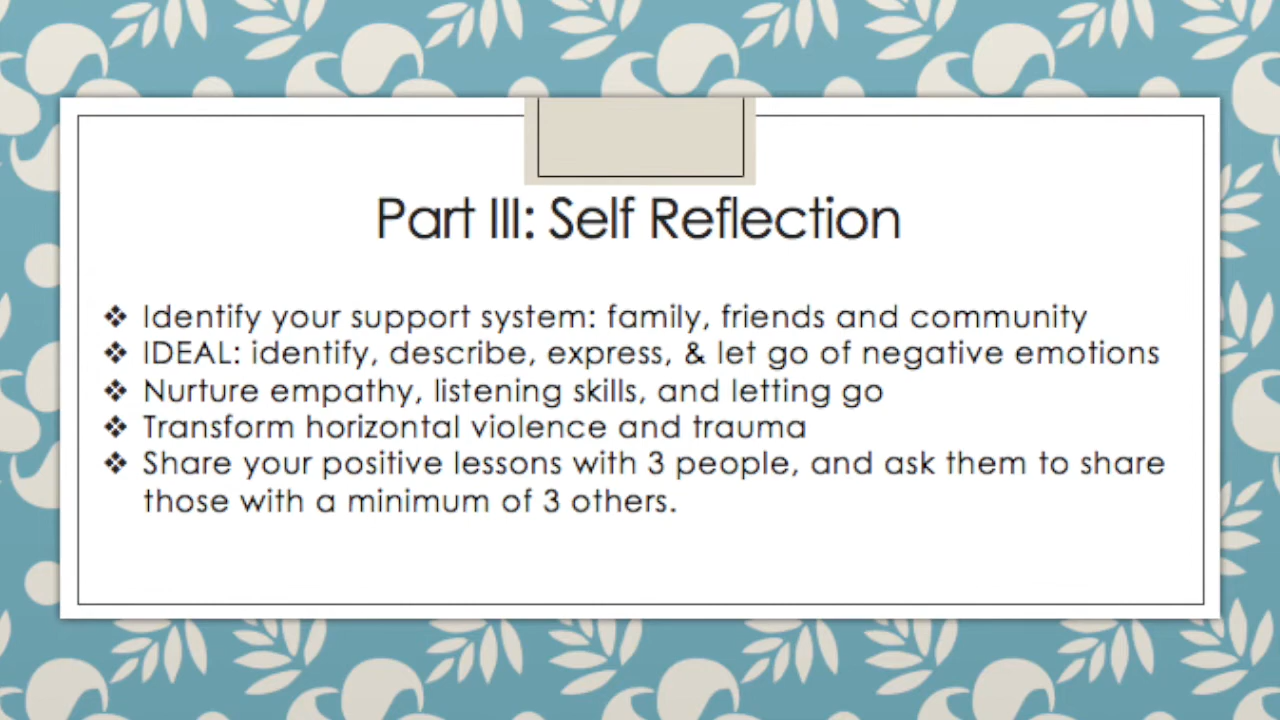 Part III: Self Reflection
❖ Identify your support system: family, friends and community
❖ IDEAL: identify, describe, express, & let go of negative emotions
❖ Nurture empathy, listening skills, and letting go
❖ Transform horizontal violence and trauma
❖ Share your positive lessons with 3 people, and ask them to share
those with a minimum of 3 others.